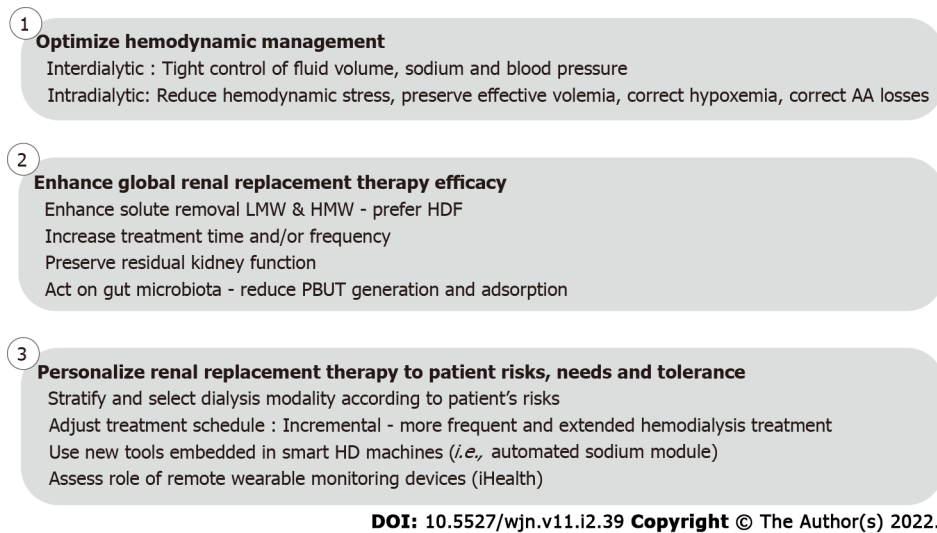 1
Optimize hemodynamic management
Interdialytic : Tight control of fluid volume, sodium and blood pressure
Intradialytic: Reduce hemodynamic stress, preserve effective volemia, correct hypoxemia, correct AA losses
2
Enhance global renal replacement therapy efficacy
Enhance solute removal LMW & HMW - prefer HDF
Increase treatment time and/or frequency
Preserve residual kidney function
Act on gut microbiota - reduce PBUT generation and adsorption
3
Personalize renal replacement therapy to patient risks, needs and tolerance
Stratify and select dialysis modality according to patient's risks
Adjust treatment schedule : Incremental - more frequent and extended hemodialysis treatment
Use new tools embedded in smart HD machines (i.e., automated sodium module)
Assess role of remote wearable monitoring devices (iHealth)
DOI: 10.5527/wjn.v11.i2.39 Copyright © The Author(s) 2022.